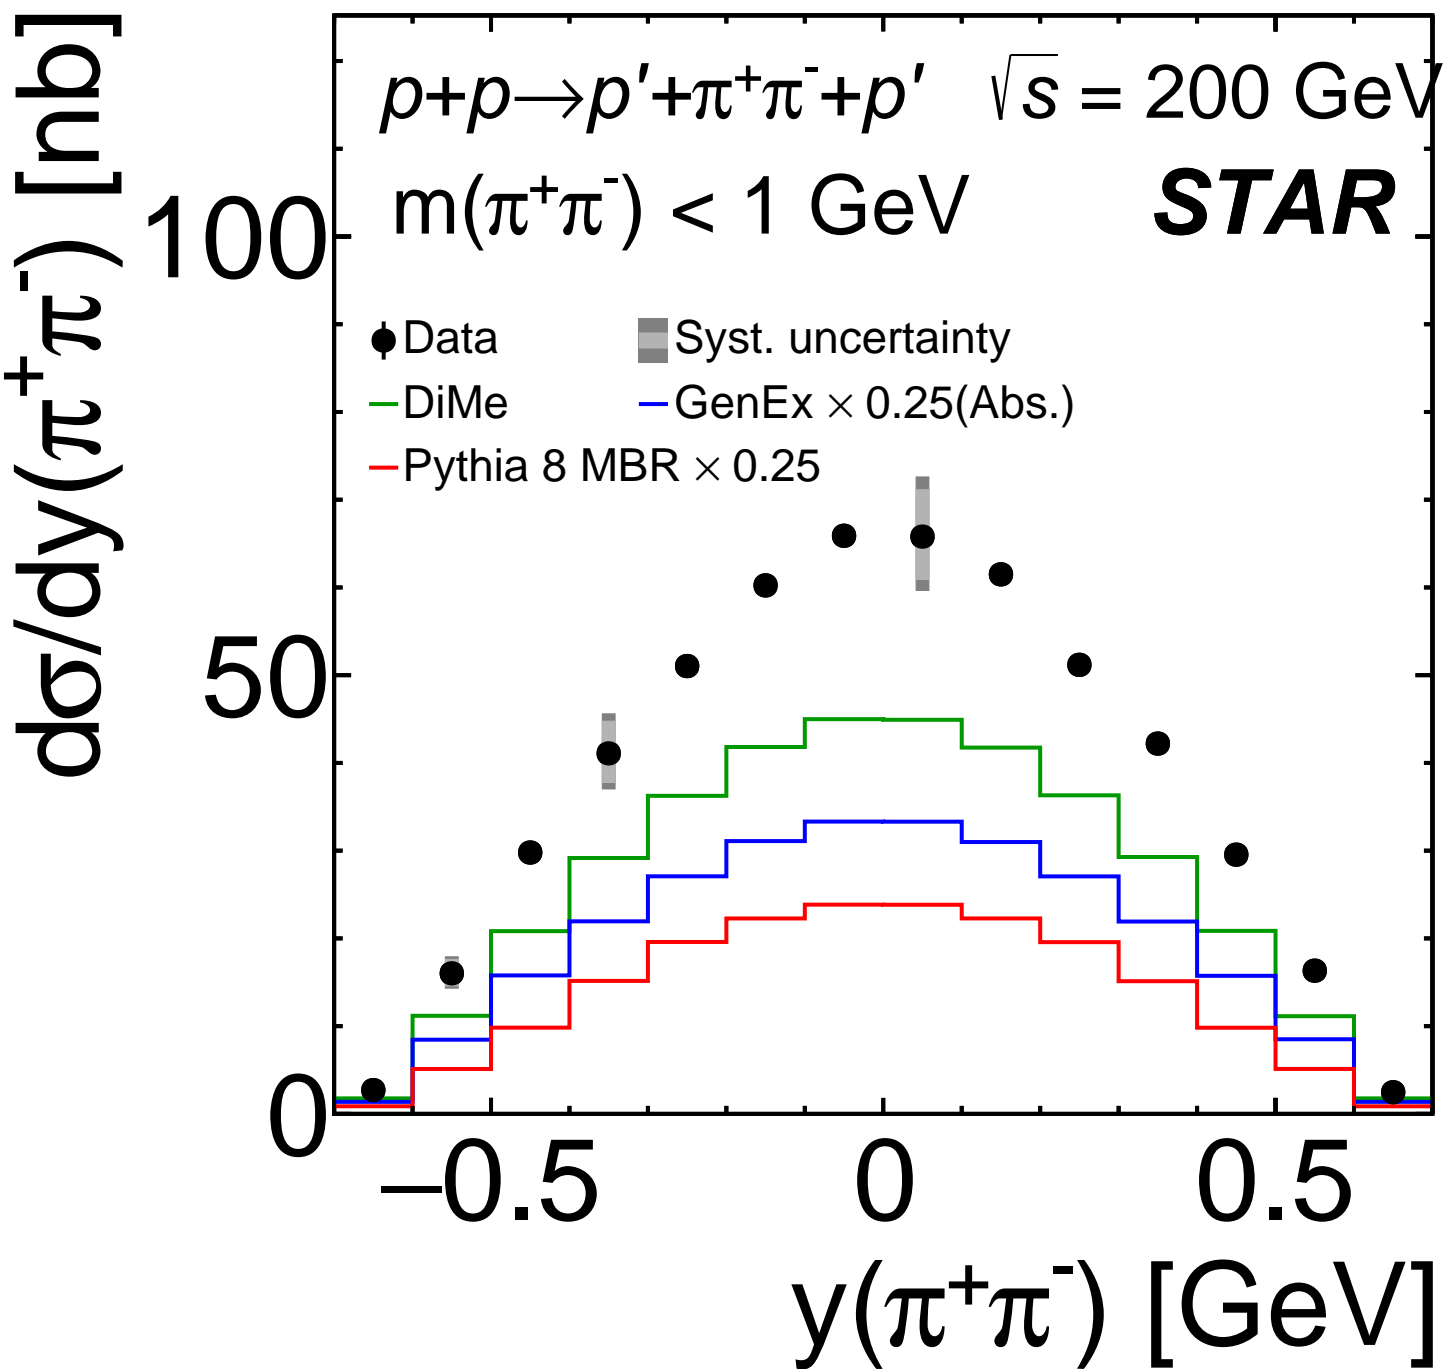 dσ/dy(π⁺π⁻) [nb]
p+p→p′+π⁺π⁻+p′ √s = 200 GeV
m(π⁺π⁻) < 1 GeV STAR
100
Data Syst. uncertainty
DiMe GenEx × 0.25(Abs.)
Pythia 8 MBR × 0.25
50
0
−0.5 0 0.5
y(π⁺π⁻) [GeV]